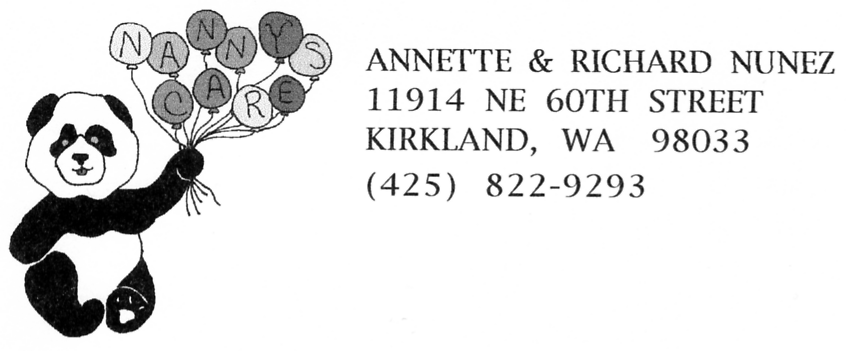 NANNYS
CARE
ANNETTE & RICHARD NUNEZ
11914 NE 60TH STREET
KIRKLAND, WA 98033
(425) 822-9293